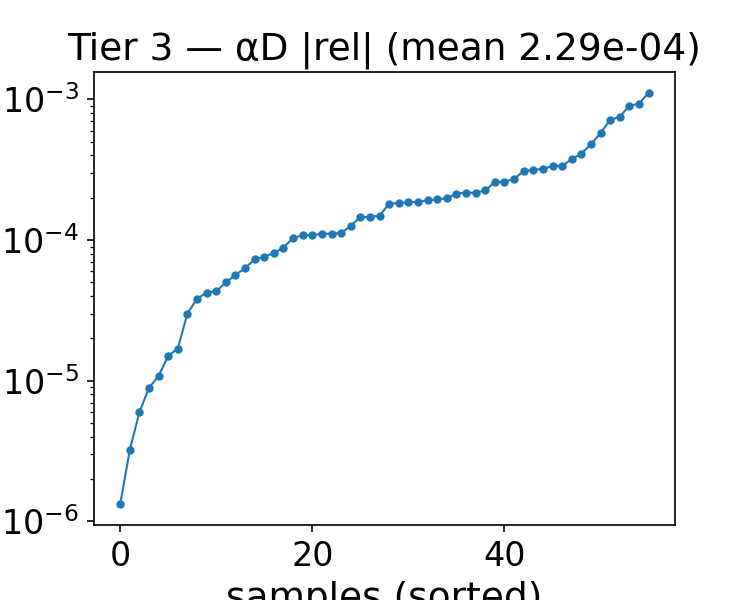 Tier 3 — αD |rel| (mean 2.29e-04)
10⁻³
10⁻⁴
10⁻⁵
10⁻⁶
0 20 40
samples (sorted)